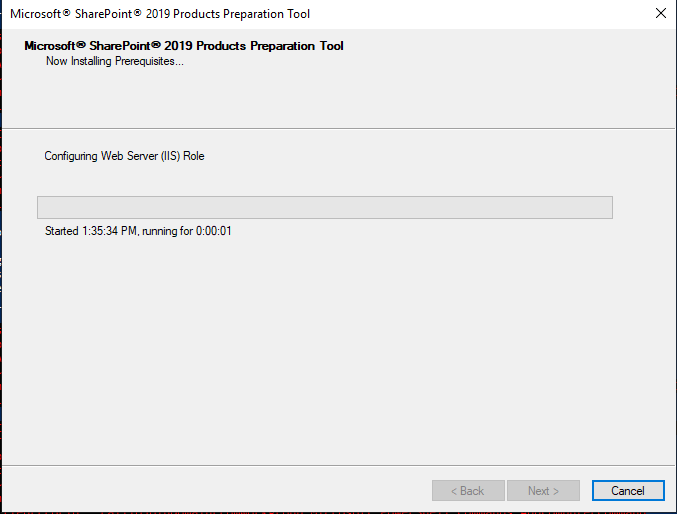 Microsoft® SharePoint® 2019 Products Preparation Tool
Microsoft® SharePoint® 2019 Products Preparation Tool
Now Installing Prerequisites...
Configuring Web Server (IIS) Role
Started 1:35:34 PM, running for 0:00:01
< Back
Next >
Cancel